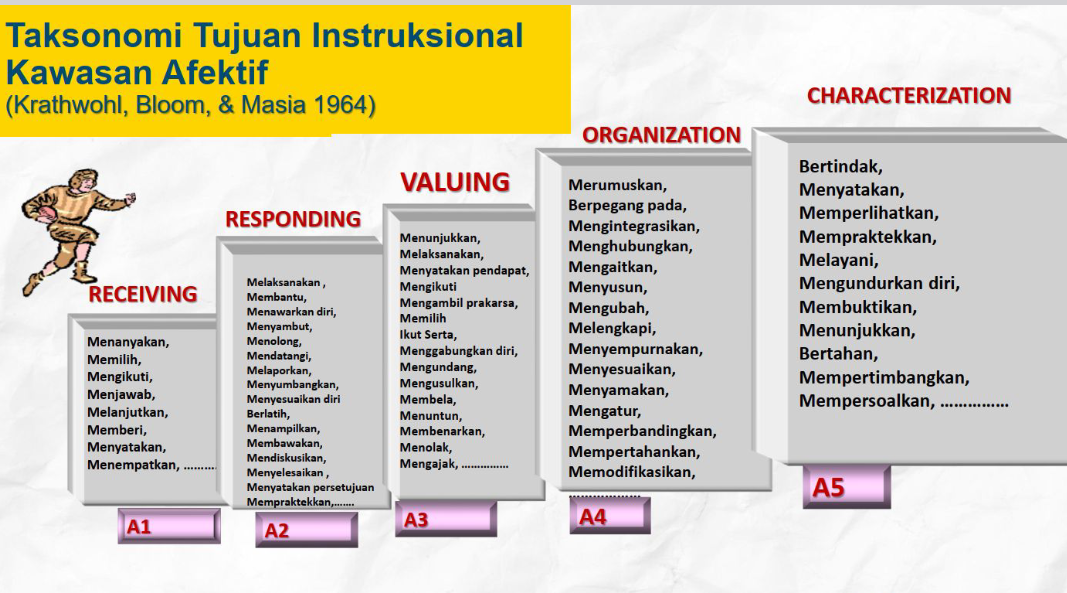 Taksonomi Tujuan Instruksional
Kawasan Afektif
(Krathwohl, Bloom, & Masia 1964)
RECEIVING
Menanyakan,
Memilih,
Mengikuti,
Menjawab,
Melanjutkan,
Memberi,
Menyatakan,
Menempatkan, ..........
A1
RESPONDING
Melaksanakan ,
Membantu,
Menawarkan diri,
Menyambut,
Menolong,
Mendatangi,
Melaporkan,
Menyumbangkan,
Menyesuaikan diri
Berlatih,
Menampilkan,
Membawakan,
Mendiskusikan,
Menyelesaikan ,
Menyatakan persetujuan
Mempraktekkan,.......
A2
VALUING
Menunjukkan,
Melaksanakan,
Menyatakan pendapat,
Mengikuti
Mengambil prakarsa,
Memilih
Ikut Serta,
Menggabungkan diri,
Mengundang,
Mengusulkan,
Membela,
Menuntun,
Membenarkan,
Menolak,
Mengajak, ...............
A3
ORGANIZATION
Merumuskan,
Berpegang pada,
Mengintegrasikan,
Menghubungkan,
Mengaitkan,
Menyusun,
Mengubah,
Melengkapi,
Menyempurnakan,
Menyesuaikan,
Menyamakan,
Mengatur,
Memperbandingkan,
Mempertahankan,
Memodifikasikan,
..................
A4
CHARACTERIZATION
Bertindak,
Menyatakan,
Memperlihatkan,
Mempraktekkan,
Melayani,
Mengundurkan diri,
Membuktikan,
Menunjukkan,
Bertahan,
Mempertimbangkan,
Mempersoalkan, ...............
A5